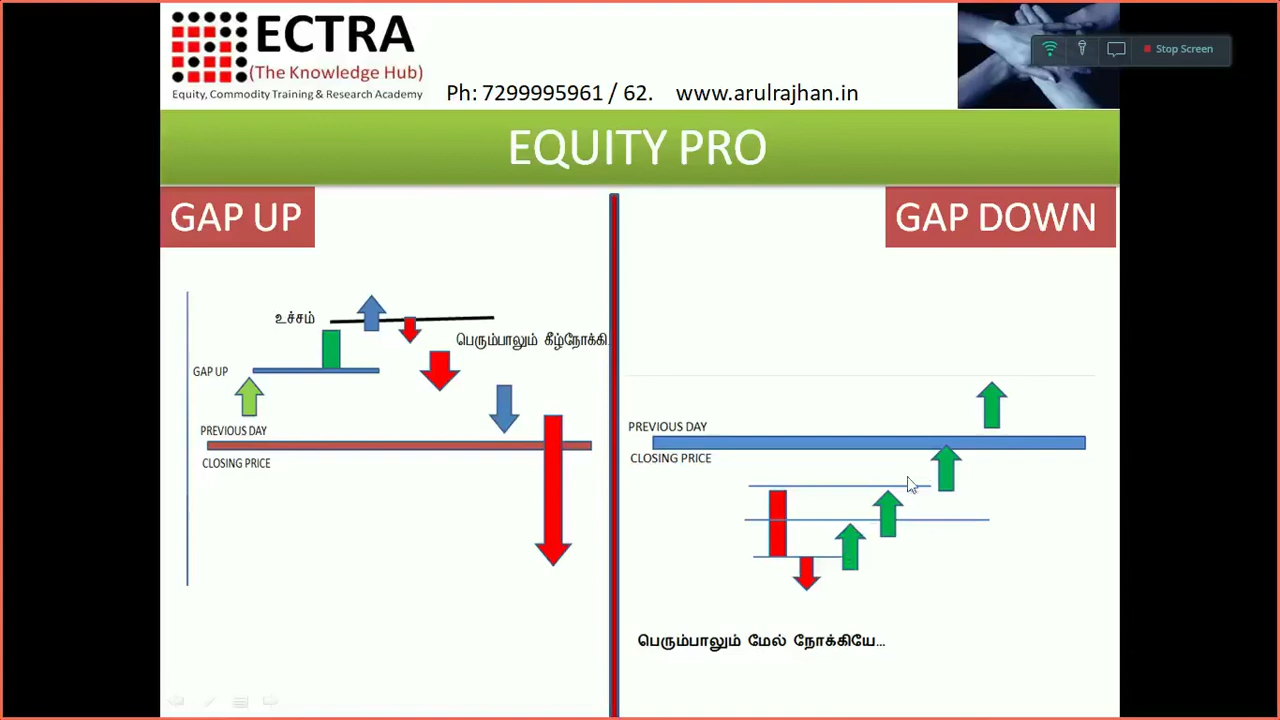 ECTRA
(The Knowledge Hub)
Equity, Commodity Training & Research Academy
Ph: 7299995961 / 62. www.arulrajhan.in
Stop Screen
EQUITY PRO
GAP UP
GAP DOWN
உச்சம்
பெரும்பாலும் கீழ்நோக்கி
GAP UP
PREVIOUS DAY
CLOSING PRICE
PREVIOUS DAY
CLOSING PRICE
பெரும்பாலும் மேல் நோக்கியே...